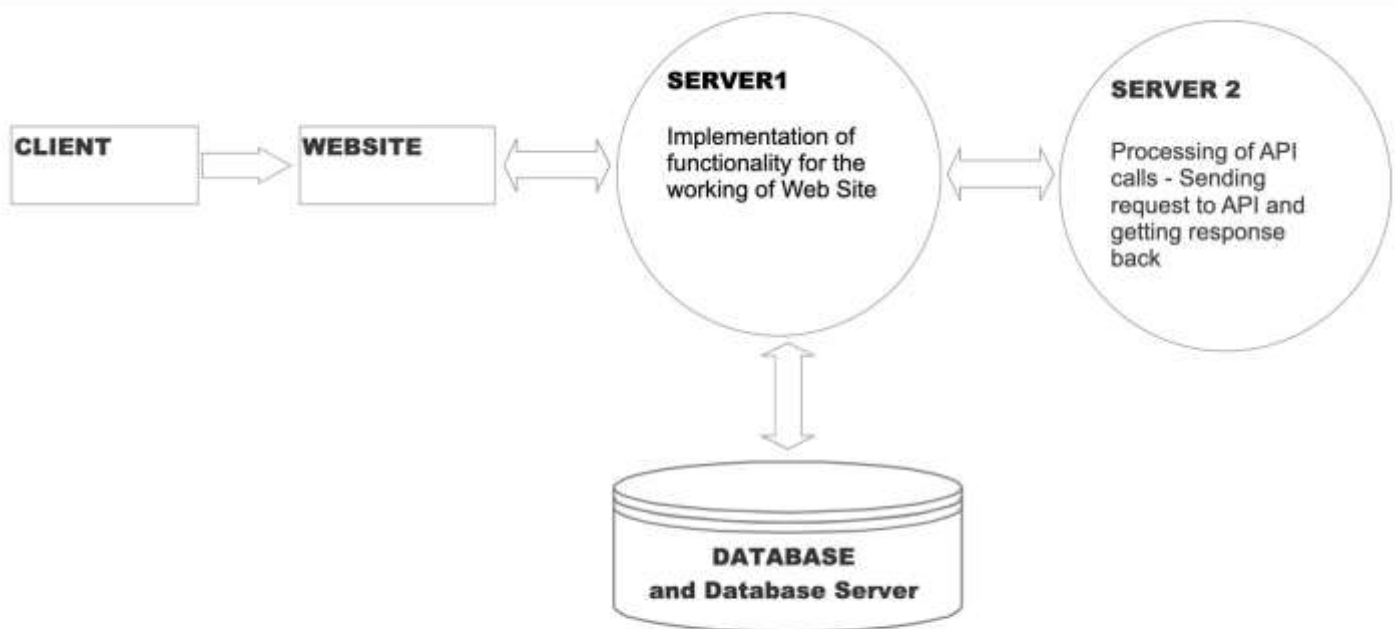 CLIENT
WEBSITE
SERVER1
Implementation of
functionality for the
working of Web Site
SERVER 2
Processing of API
calls - Sending
request to API and
getting response
back
DATABASE
and Database Server